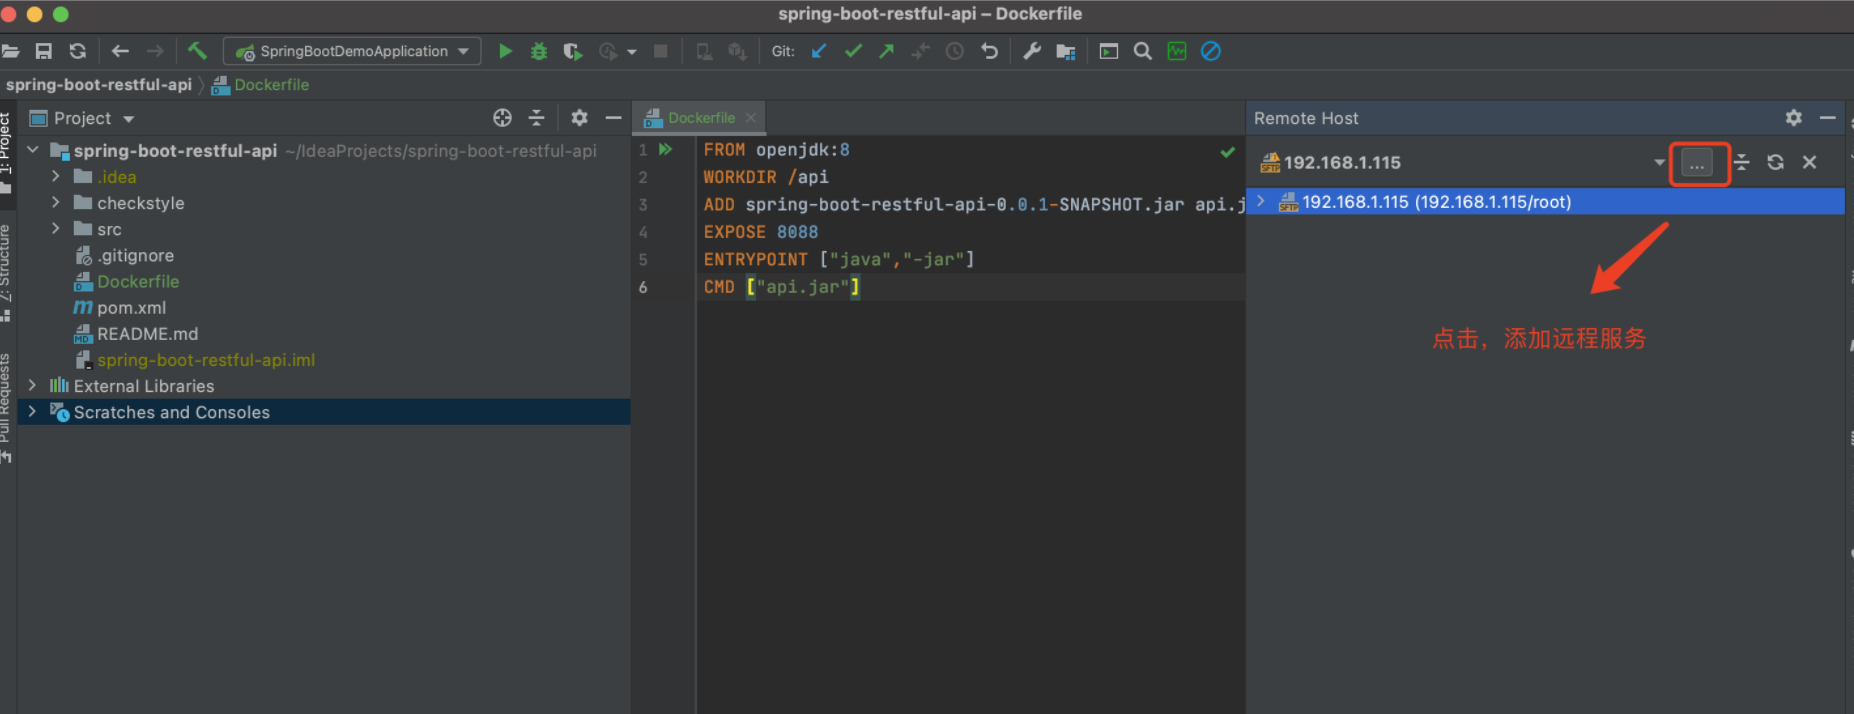 spring-boot-restful-api – Dockerfile
SpringBootDemoApplication
Git:
spring-boot-restful-api
Dockerfile
1: Project
Project
spring-boot-restful-api ~/IdeaProjects/spring-boot-restful-api
.idea
checkstyle
src
.gitignore
Dockerfile
m pom.xml
MD README.md
spring-boot-restful-api.iml
External Libraries
Scratches and Consoles
Z: Structure
Pull Requests
Dockerfile
1 FROM openjdk:8
2 WORKDIR /api
3 ADD spring-boot-restful-api-0.0.1-SNAPSHOT.jar api.j
4 EXPOSE 8088
5 ENTRYPOINT ["java","-jar"]
6 CMD ["api.jar"]
Remote Host
SFTP 192.168.1.115
...
SFTP 192.168.1.115 (192.168.1.115/root)
点击，添加远程服务